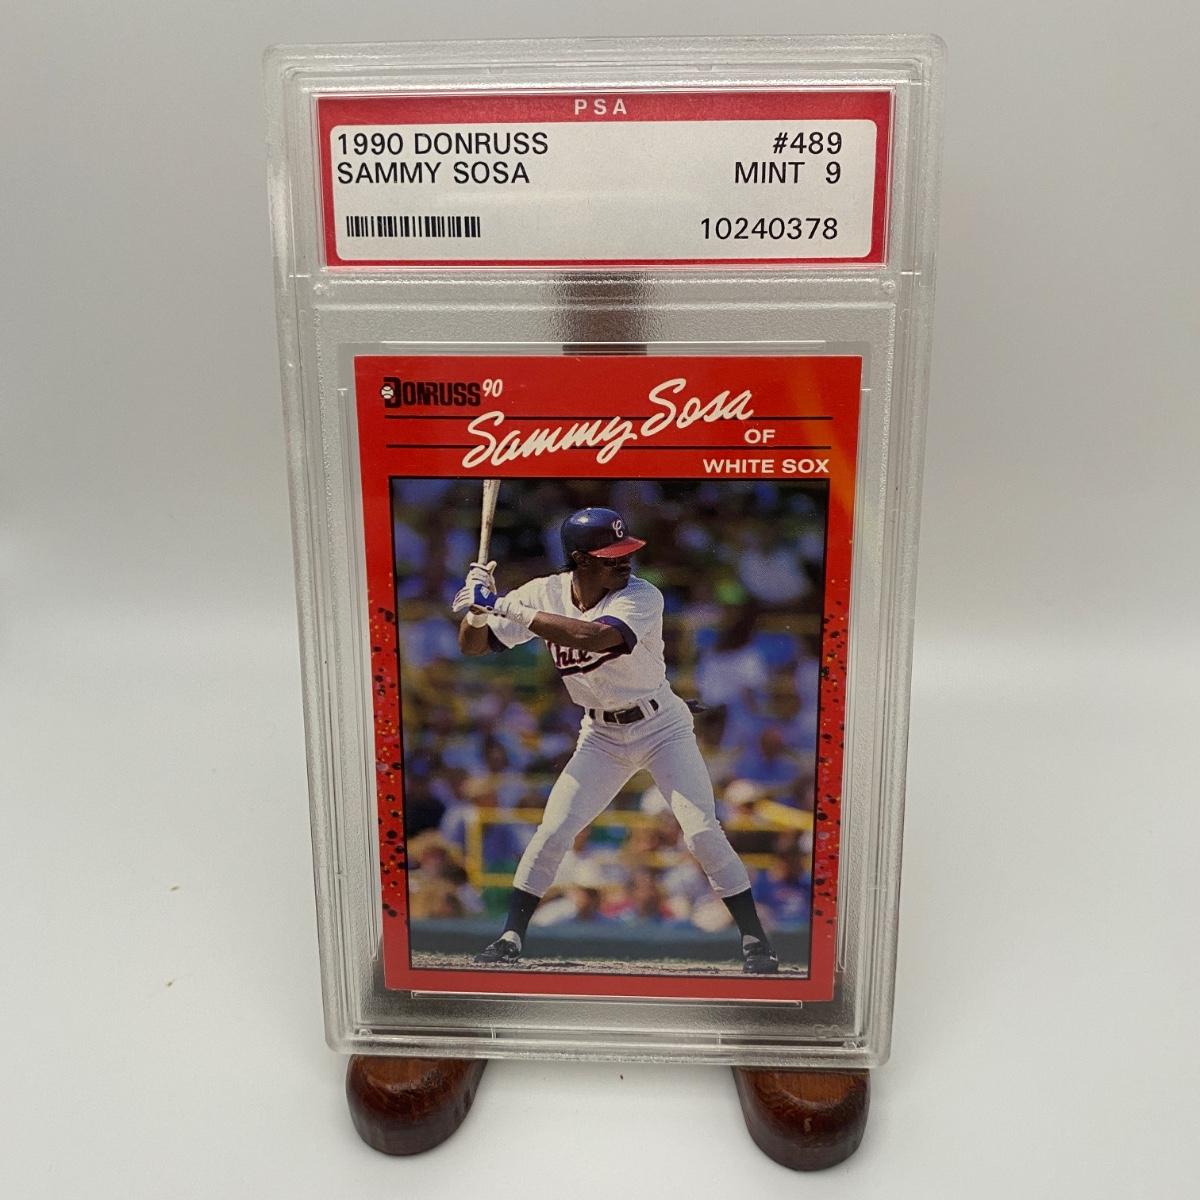 PSA
1990 DONRUSS #489
SAMMY SOSA MINT 9
10240378
DONRUSS 90
Sammy Sosa
OF
WHITE SOX
C